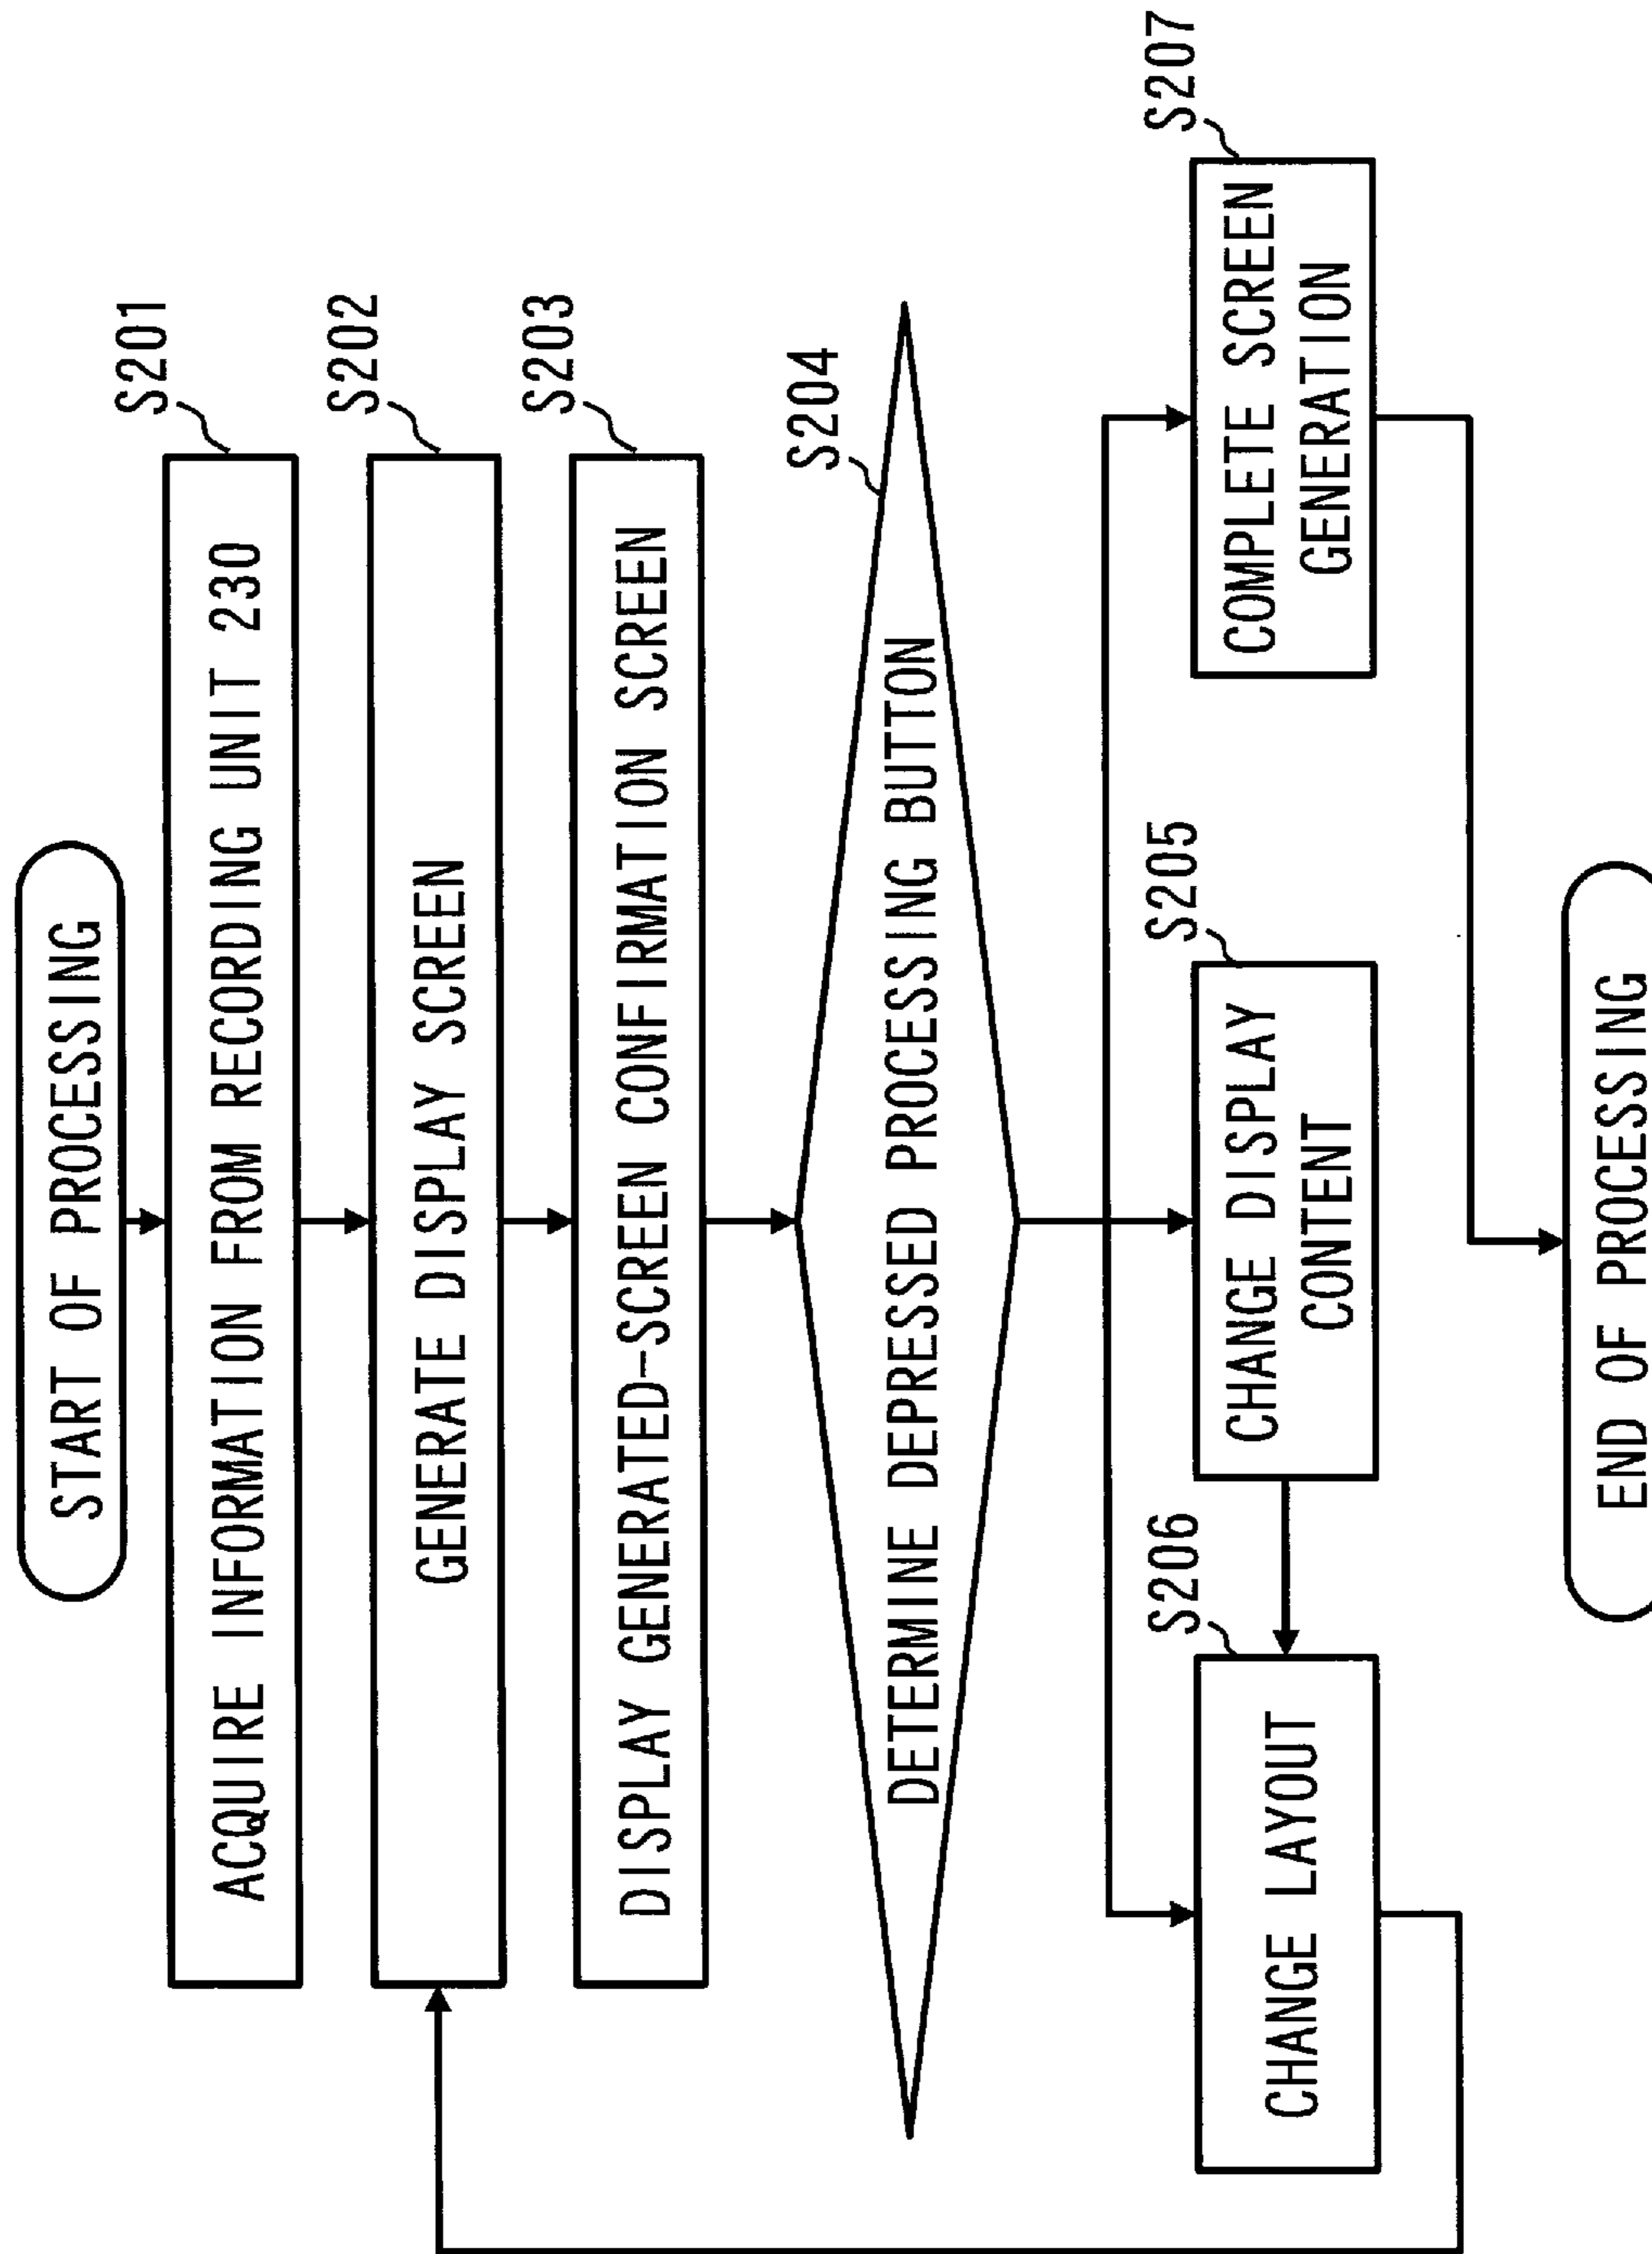 START OF PROCESSING
S201
ACQUIRE INFORMATION FROM RECORDING UNIT 230
S202
GENERATE DISPLAY SCREEN
S203
DISPLAY GENERATED-SCREEN CONFIRMATION SCREEN
S204
DETERMINE DEPRESSED PROCESSING BUTTON
S206
CHANGE LAYOUT
S205
CHANGE DISPLAY
CONTENT
S207
COMPLETE SCREEN
GENERATION
END OF PROCESSING